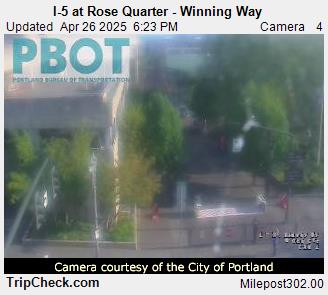 I-5 at Rose Quarter - Winning Way
Updated Apr 26 2025 6:23 PM Camera 4
PBOT
PORTLAND BUREAU OF TRANSPORTATION
Camera courtesy of the City of Portland
TripCheck.com Milepost302.00